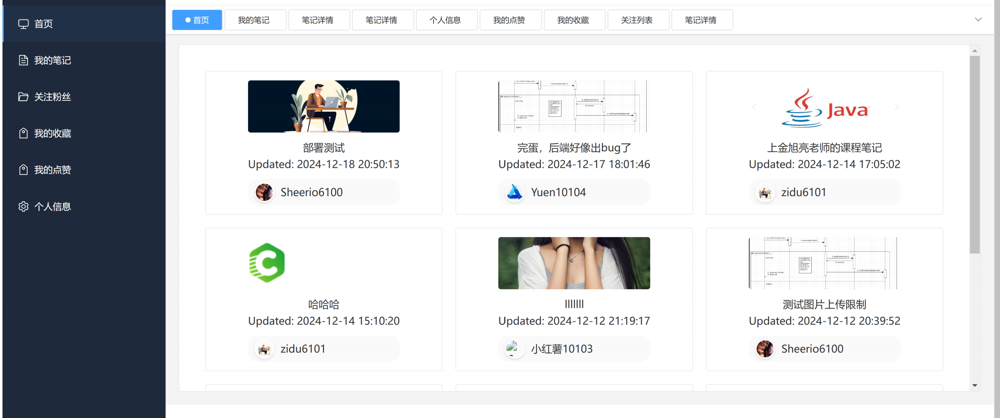 首页
我的笔记
关注粉丝
我的收藏
我的点赞
个人信息
首页
我的笔记
笔记详情
笔记详情
个人信息
我的点赞
我的收藏
关注列表
笔记详情
部署测试
Updated: 2024-12-18 20:50:13
Sheerio6100
4: success
完蛋，后端好像出bug了
Updated: 2024-12-17 18:01:46
Yuen10104
Java
上金旭亮老师的课程笔记
Updated: 2024-12-14 17:05:02
zidu6101
哈哈哈
Updated: 2024-12-14 15:10:20
zidu6101
lllllll
Updated: 2024-12-12 21:19:17
小红薯10103
4: success
测试图片上传限制
Updated: 2024-12-12 20:39:52
Sheerio6100